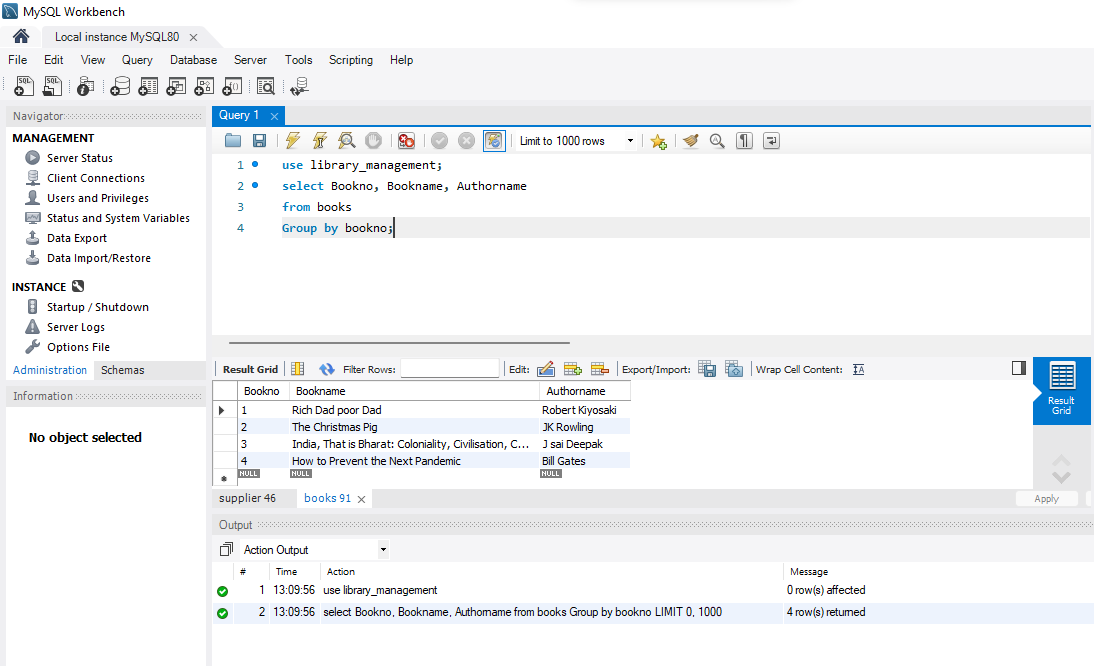 MySQL Workbench
Local instance MySQL80
File Edit View Query Database Server Tools Scripting Help
Navigator
Query 1
MANAGEMENT
Server Status
Client Connections
Users and Privileges
Status and System Variables
Data Export
Data Import/Restore
INSTANCE
Startup / Shutdown
Server Logs
Options File
Administration Schemas
Information
No object selected
Limit to 1000 rows
1 use library_management;
2 select Bookno, Bookname, Authorname
3 from books
4 Group by bookno;
Result Grid Filter Rows: Edit: Export/Import: Wrap Cell Content:
Bookno Bookname Authorname
1 Rich Dad poor Dad Robert Kiyosaki
2 The Christmas Pig JK Rowling
3 India, That is Bharat: Coloniality, Civilisation, C... J sai Deepak
4 How to Prevent the Next Pandemic Bill Gates
NULL NULL NULL
Result
Grid
supplier 46 books 91 Apply
Output
Action Output
# Time Action Message
1 13:09:56 use library_management 0 row(s) affected
2 13:09:56 select Bookno, Bookname, Authorname from books Group by bookno LIMIT 0, 1000 4 row(s) returned